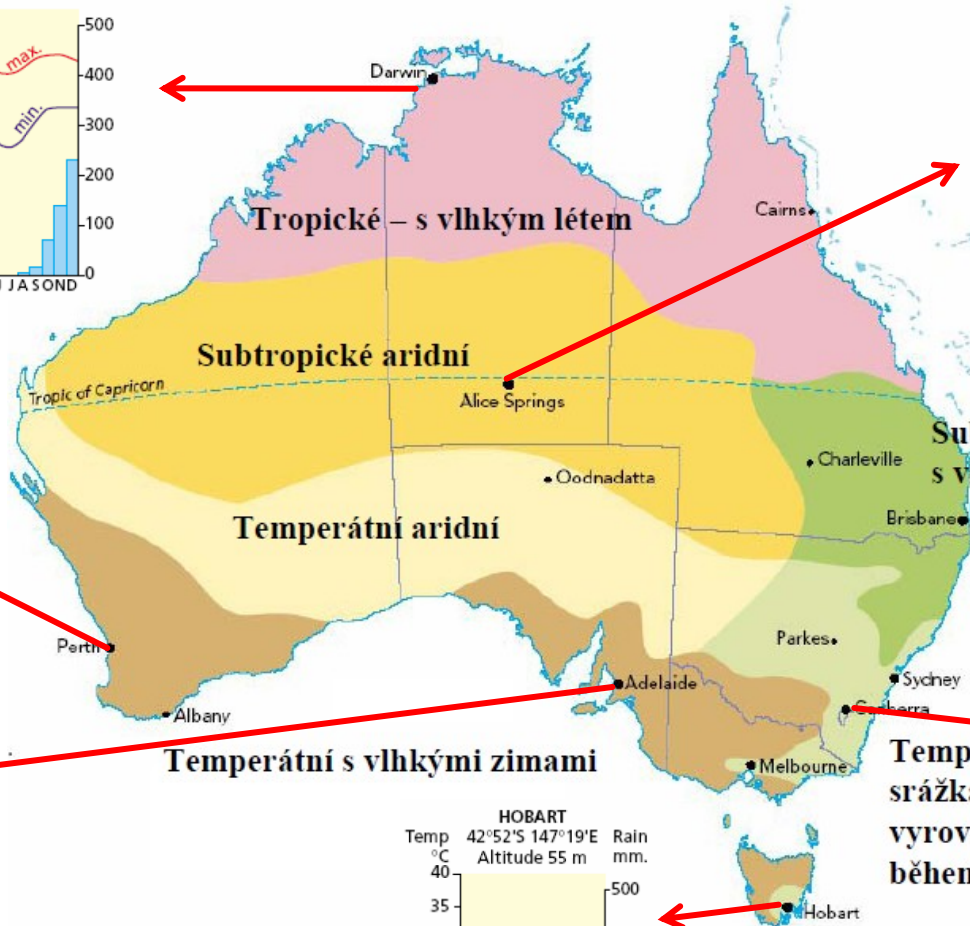 500
max.
400
min.
300
200
100
0
J A S O N D
Darwin
Cairns
Tropické – s vlhkým létem
Subtropické aridní
Tropic of Capricorn
Alice Springs
Charleville
Oodnadatta
Brisbane
Temperátní aridní
Perth
Parkes
Adelaide
Sydney
Canberra
Albany
Temperátní s vlhkými zimami
Melbourne
HOBART
Temp 42°52'S 147°19'E Rain
°C Altitude 55 m mm.
40
500
35
Hobart